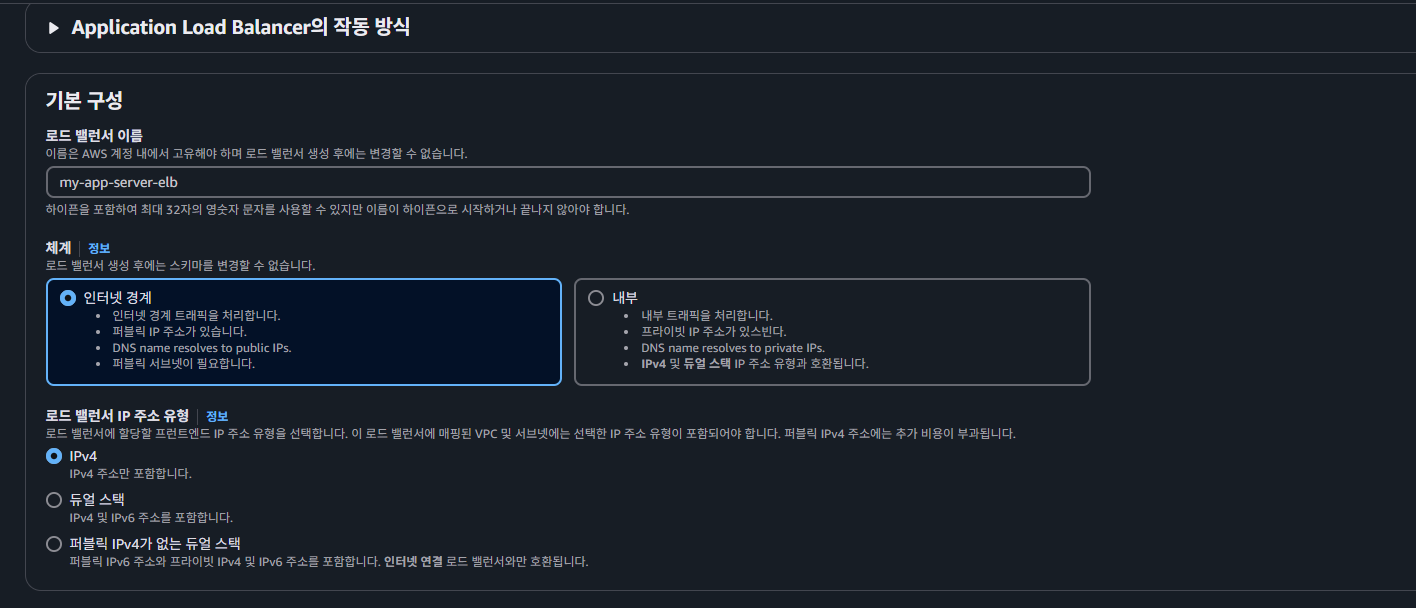 Application Load Balancer의 작동 방식
기본 구성
로드 밸런서 이름
이름은 AWS 계정 내에서 고유해야 하며 로드 밸런서 생성 후에는 변경할 수 없습니다.
my-app-server-elb
하이픈을 포함하여 최대 32자의 영숫자 문자를 사용할 수 있지만 이름이 하이픈으로 시작하거나 끝나지 않아야 합니다.
체계 정보
로드 밸런서 생성 후에는 스키마를 변경할 수 없습니다.
인터넷 경계
인터넷 경계 트래픽을 처리합니다.
퍼블릭 IP 주소가 있습니다.
DNS name resolves to public IPs.
퍼블릭 서브넷이 필요합니다.
내부
내부 트래픽을 처리합니다.
프라이빗 IP 주소가 있스빈다.
DNS name resolves to private IPs.
IPv4 및 듀얼 스택 IP 주소 유형과 호환됩니다.
로드 밸런서 IP 주소 유형 정보
로드 밸런서에 할당할 프런트엔드 IP 주소 유형을 선택합니다. 이 로드 밸런서에 매핑된 VPC 및 서브넷에는 선택한 IP 주소 유형이 포함되어야 합니다. 퍼블릭 IPv4 주소에는 추가 비용이 부과됩니다.
IPv4
IPv4 주소만 포함합니다.
듀얼 스택
IPv4 및 IPv6 주소를 포함합니다.
퍼블릭 IPv4가 없는 듀얼 스택
퍼블릭 IPv6 주소와 프라이빗 IPv4 및 IPv6 주소를 포함합니다. 인터넷 연결 로드 밸런서와만 호환됩니다.